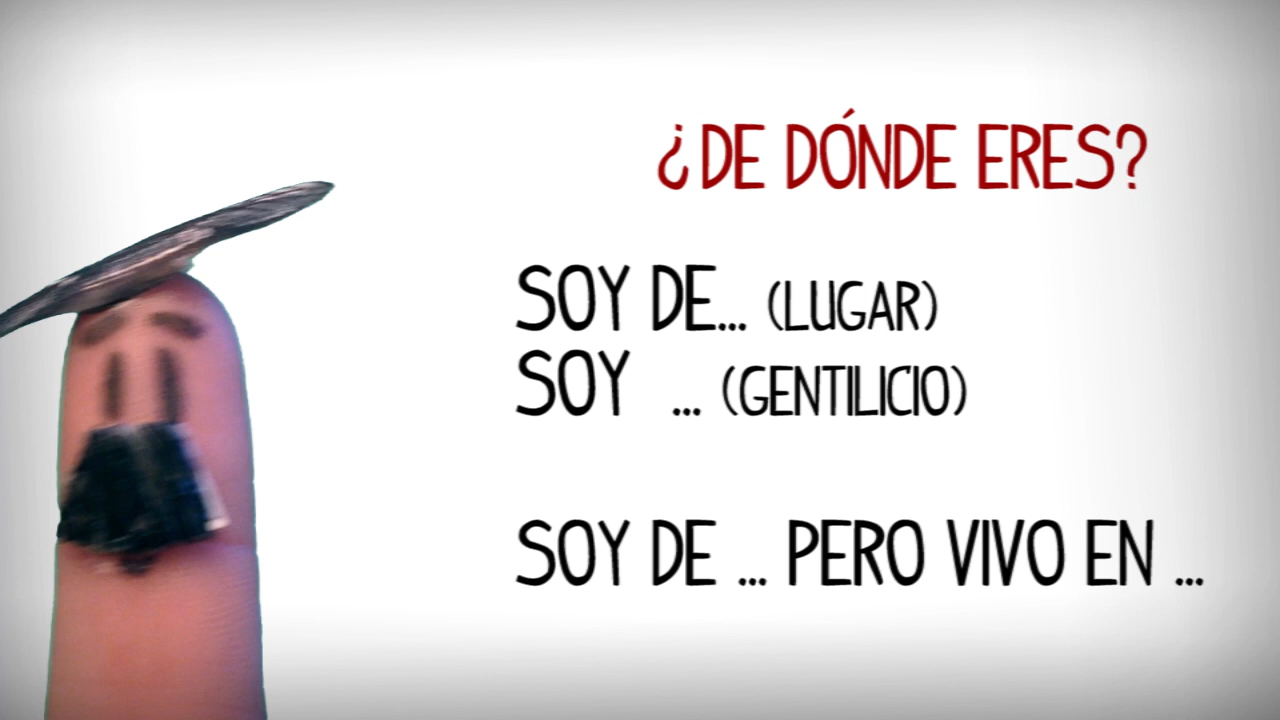 ¿DE DÓNDE ERES?
SOY DE... (LUGAR)
SOY ... (GENTILICIO)
SOY DE ... PERO VIVO EN ...